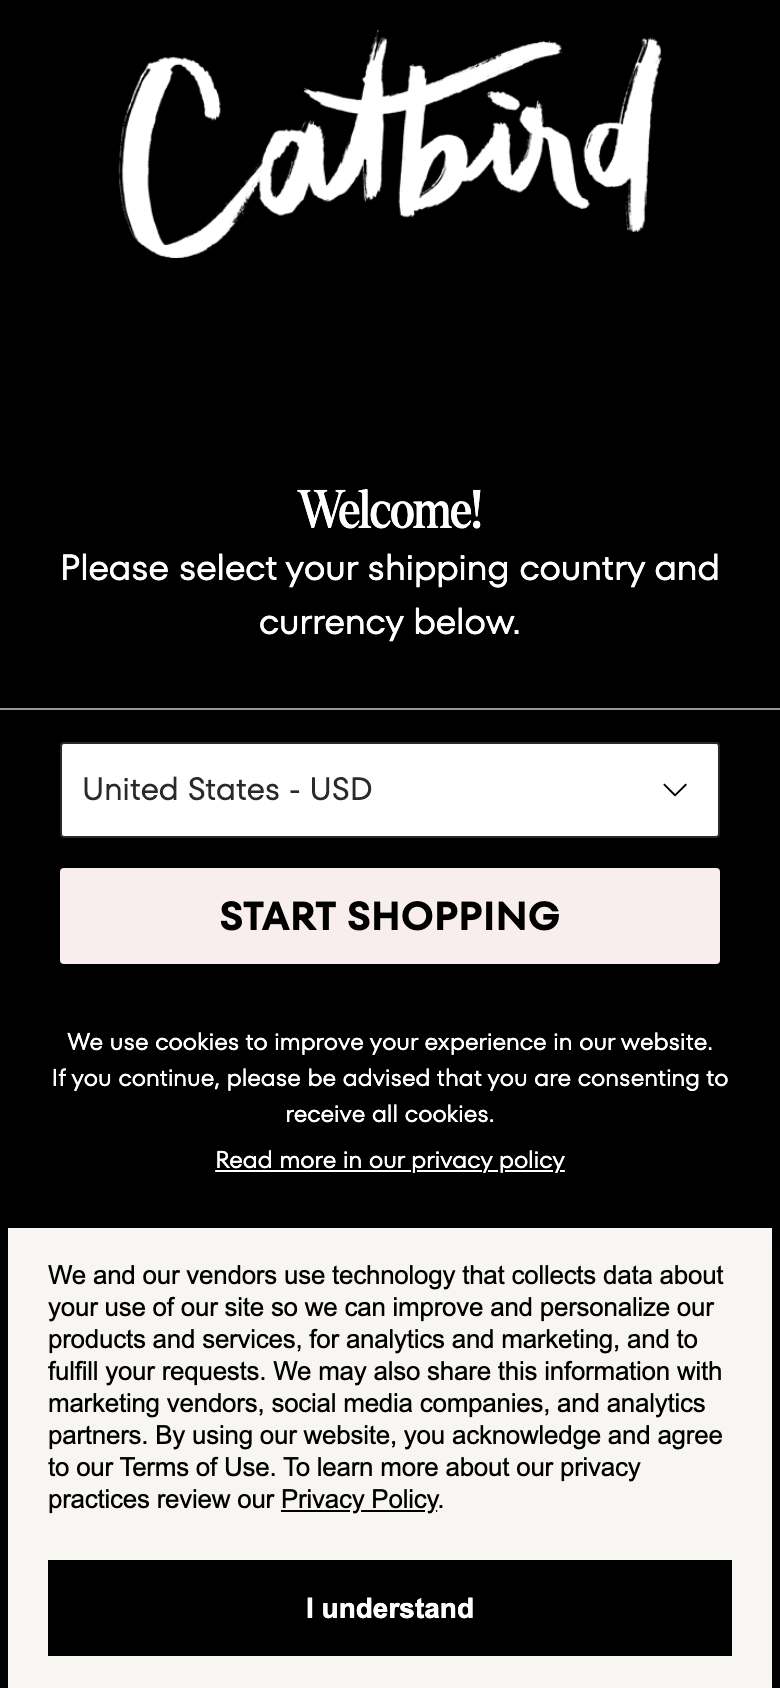 Catbird
Welcome!
Please select your shipping country and
currency below.
United States - USD
START SHOPPING
We use cookies to improve your experience in our website.
If you continue, please be advised that you are consenting to
receive all cookies.
Read more in our privacy policy
We and our vendors use technology that collects data about
your use of our site so we can improve and personalize our
products and services, for analytics and marketing, and to
fulfill your requests. We may also share this information with
marketing vendors, social media companies, and analytics
partners. By using our website, you acknowledge and agree
to our Terms of Use. To learn more about our privacy
practices review our Privacy Policy.
I understand